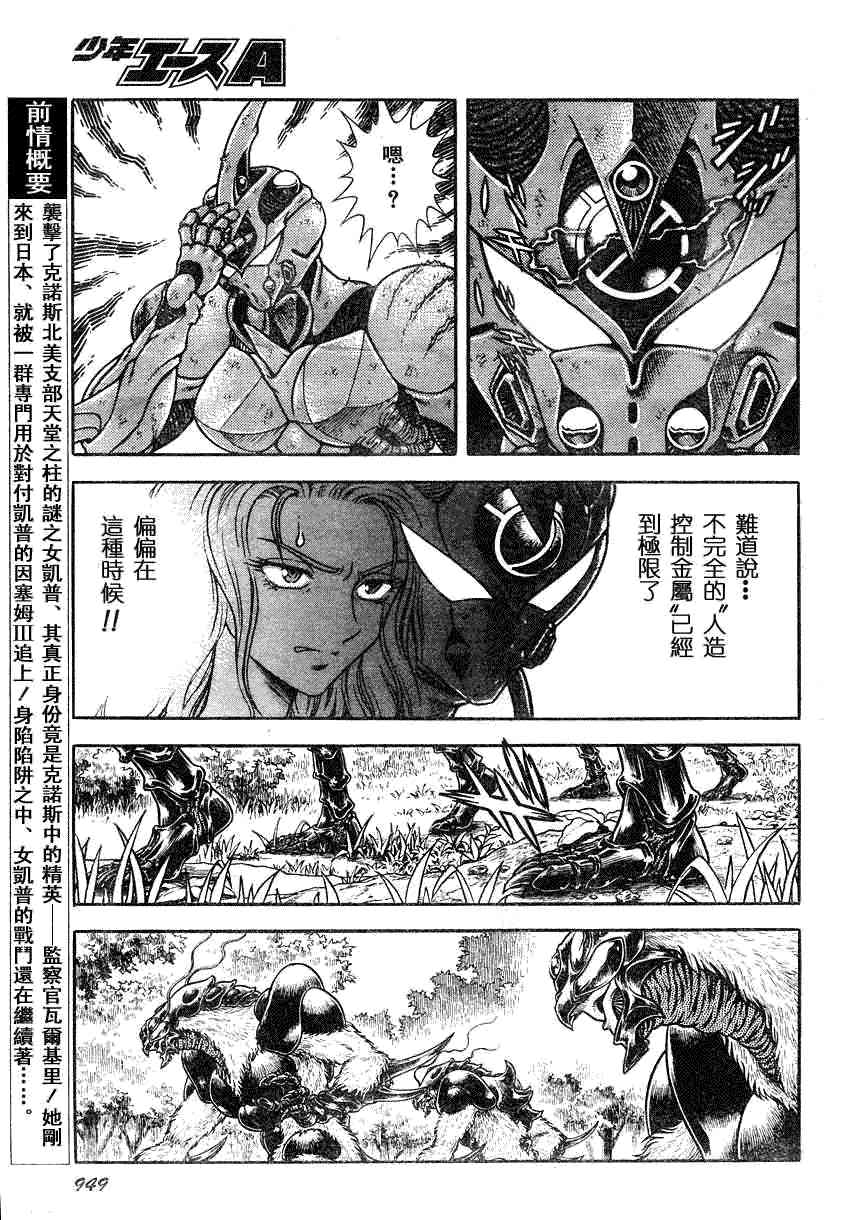 少年エースA
前情概要
襲擊了克諾斯北美支部天堂之柱的謎之女凱普、其真正身份竟是克諾斯中的精英——監察官瓦爾基里！她剛
來到日本、就被一群專門用於對付凱普的因塞姆III追上！身陷陷阱之中、女凱普的戰鬥還在繼續著……。
嗯…？
難道說…
不完全的〝人造
控制金屬〞已經
到極限了
偏偏在
這種時候!!
949